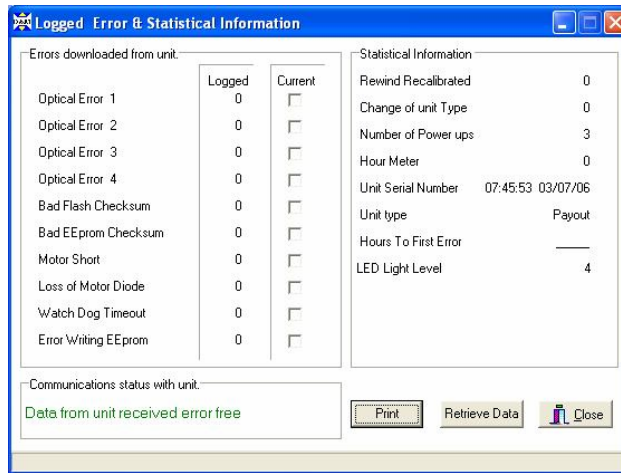 Logged Error & Statistical Information
Errors downloaded from unit.
Logged Current
Optical Error 1 0
Optical Error 2 0
Optical Error 3 0
Optical Error 4 0
Bad Flash Checksum 0
Bad EEprom Checksum 0
Motor Short 0
Loss of Motor Diode 0
Watch Dog Timeout 0
Error Writing EEprom 0
Statistical Information
Rewind Recalibrated 0
Change of unit Type 0
Number of Power ups 3
Hour Meter 0
Unit Serial Number 07:45:53 03/07/06
Unit type Payout
Hours To First Error ____
LED Light Level 4
Communications status with unit.
Data from unit received error free
Print Retrieve Data Close